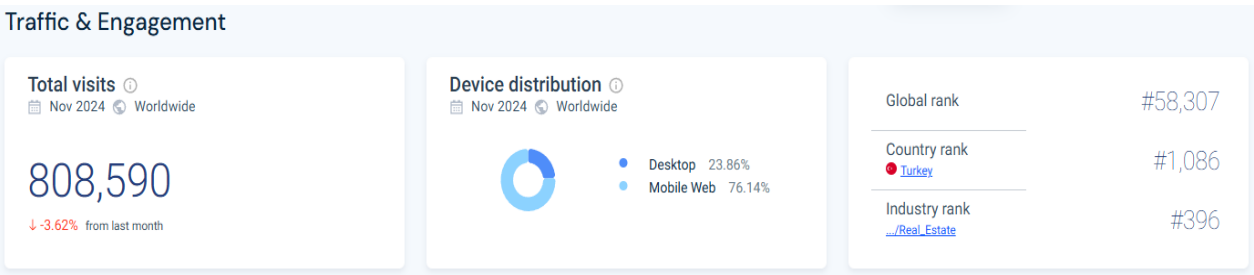 Traffic & Engagement
Total visits
Nov 2024 Worldwide
808,590
↓ -3.62% from last month
Device distribution
Nov 2024 Worldwide
Desktop 23.86%
Mobile Web 76.14%
Global rank #58,307
Country rank
Turkey
#1,086
Industry rank
.../Real_Estate
#396